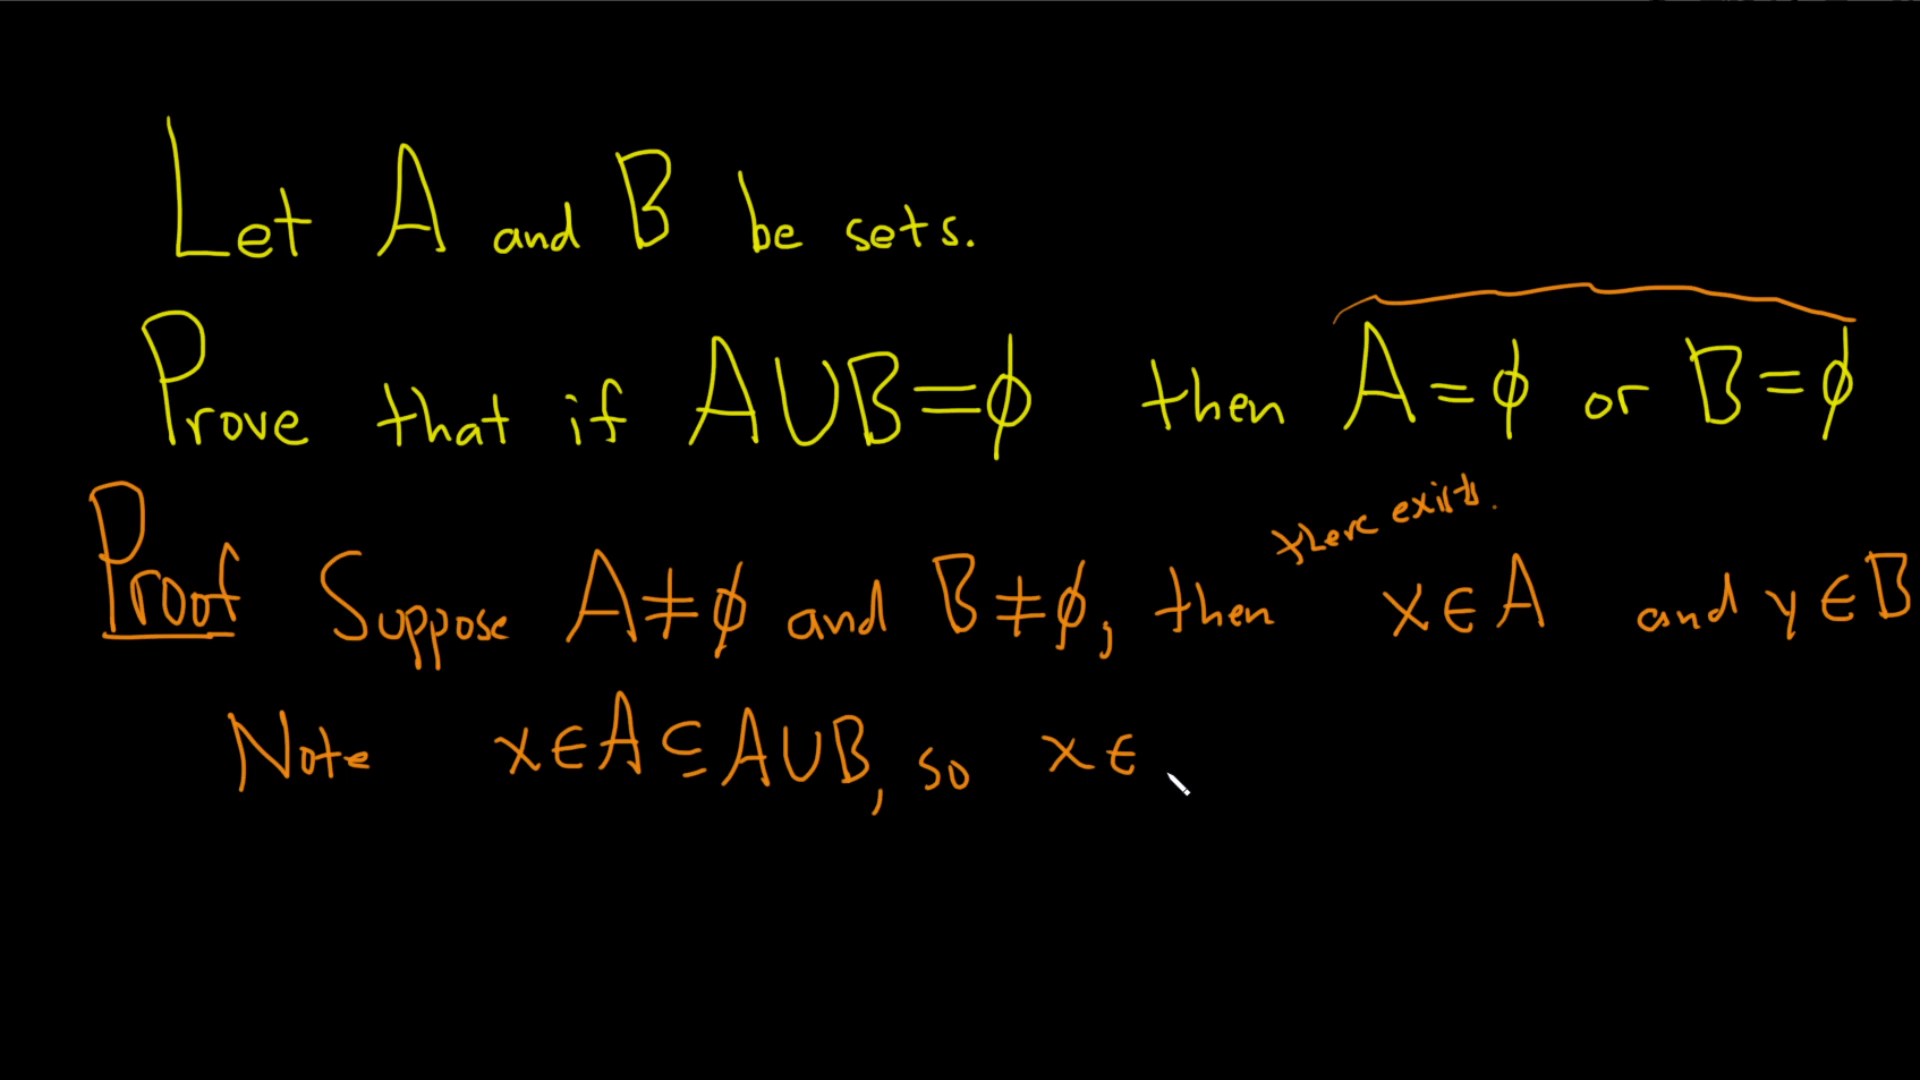 Let A and B be sets.
Prove that if A∪B=ϕ then A=ϕ or B=ϕ
there exists.
Proof Suppose A≠ϕ and B≠ϕ, then x∈A and y∈B
Note x∈A⊆A∪B, so x∈